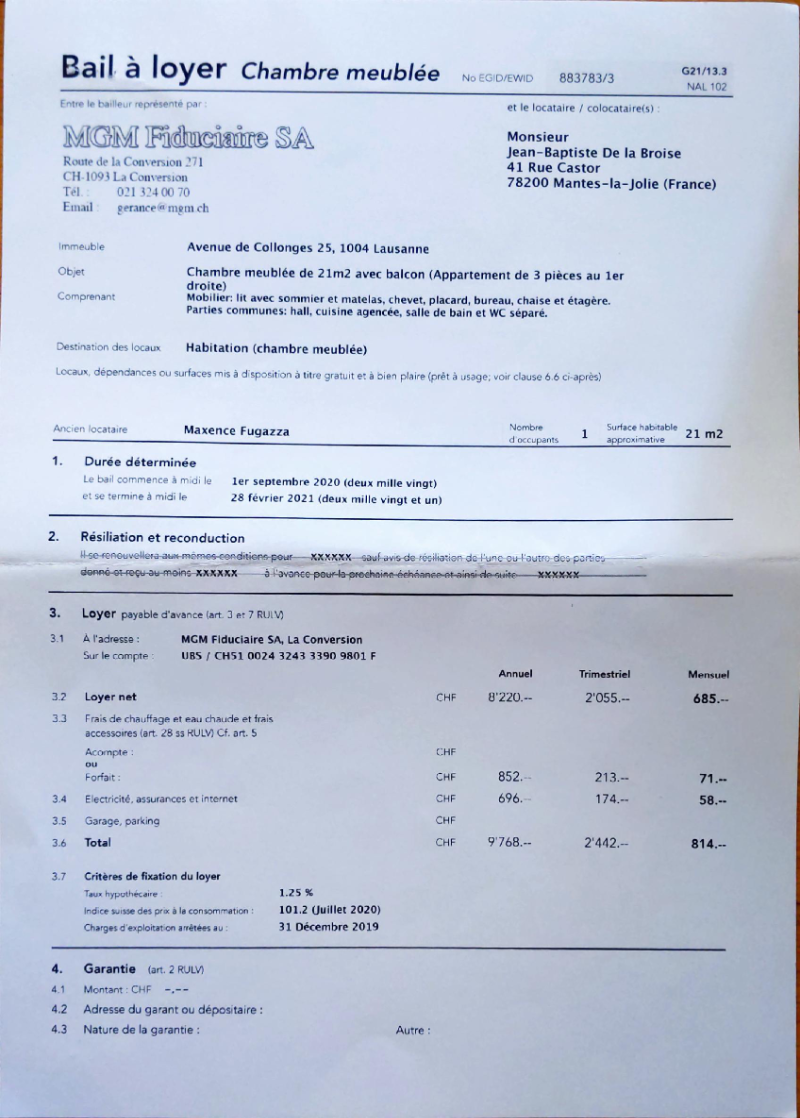 Bail à loyer Chambre meublée No EGID/EWID 883783/3 G21/13.3
NAL 102
Entre le bailleur représenté par :
MGM Fiduciaire SA
Route de la Conversion 271
CH-1093 La Conversion
Tél. : 021 324 00 70
Email : gerance@mgm.ch
et le locataire / colocataire(s) :
Monsieur
Jean-Baptiste De la Broise
41 Rue Castor
78200 Mantes-la-Jolie (France)
Immeuble Avenue de Collonges 25, 1004 Lausanne
Objet Chambre meublée de 21m2 avec balcon (Appartement de 3 pièces au 1er
droite)
Comprenant Mobilier: lit avec sommier et matelas, chevet, placard, bureau, chaise et étagère.
Parties communes: hall, cuisine agencée, salle de bain et WC séparé.
Destination des locaux Habitation (chambre meublée)
Locaux, dépendances ou surfaces mis à disposition à titre gratuit et à bien plaire (prêt à usage; voir clause 6.6 ci-après)
Ancien locataire Maxence Fugazza Nombre d'occupants 1 Surface habitable approximative 21 m2
1. Durée déterminée
Le bail commence à midi le 1er septembre 2020 (deux mille vingt)
et se termine à midi le 28 février 2021 (deux mille vingt et un)
2. Résiliation et reconduction
Il se renouvellera aux mêmes conditions pour XXXXXX sauf avis de résiliation de l'une ou l'autre des parties
donné et reçu au moins XXXXXX à l'avance pour la prochaine échéance et ainsi de suite XXXXXX
3. Loyer payable d'avance (art. 3 et 7 RULV)
3.1 À l'adresse : MGM Fiduciaire SA, La Conversion
Sur le compte : UBS / CH51 0024 3243 3390 9801 F
Annuel Trimestriel Mensuel
3.2 Loyer net CHF 8'220.-- 2'055.-- 685.--
3.3 Frais de chauffage et eau chaude et frais
accessoires (art. 28 ss RULV) Cf. art. 5
Acompte : CHF
ou
Forfait : CHF 852.-- 213.-- 71.--
3.4 Electricité, assurances et internet CHF 696.-- 174.-- 58.--
3.5 Garage, parking CHF
3.6 Total CHF 9'768.-- 2'442.-- 814.--
3.7 Critères de fixation du loyer
Taux hypothécaire : 1.25 %
Indice suisse des prix à la consommation : 101.2 (Juillet 2020)
Charges d'exploitation arrêtées au : 31 Décembre 2019
4. Garantie (art. 2 RULV)
4.1 Montant : CHF -.--
4.2 Adresse du garant ou dépositaire :
4.3 Nature de la garantie : Autre :